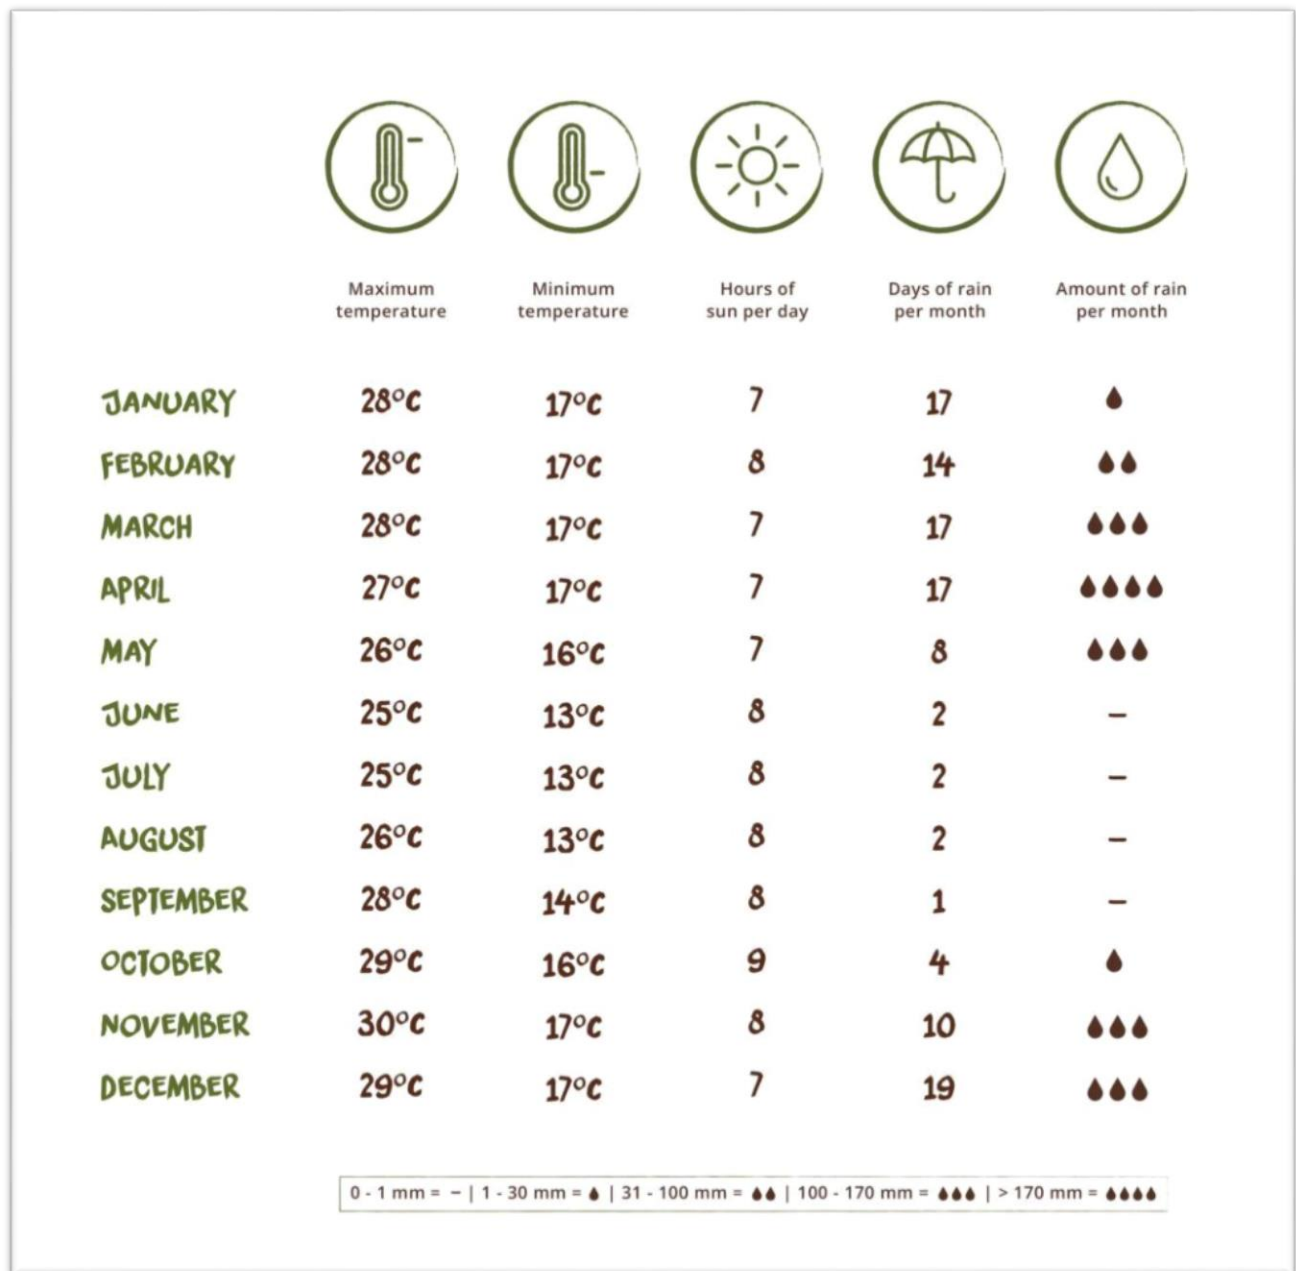 Maximum temperature
Minimum temperature
Hours of sun per day
Days of rain per month
Amount of rain per month
JANUARY 28°C 17°C 7 17
FEBRUARY 28°C 17°C 8 14
MARCH 28°C 17°C 7 17
APRIL 27°C 17°C 7 17
MAY 26°C 16°C 7 8
JUNE 25°C 13°C 8 2 –
JULY 25°C 13°C 8 2 –
AUGUST 26°C 13°C 8 2 –
SEPTEMBER 28°C 14°C 8 1 –
OCTOBER 29°C 16°C 9 4
NOVEMBER 30°C 17°C 8 10
DECEMBER 29°C 17°C 7 19
0 - 1 mm = – | 1 - 30 mm = | 31 - 100 mm = | 100 - 170 mm = | > 170 mm =